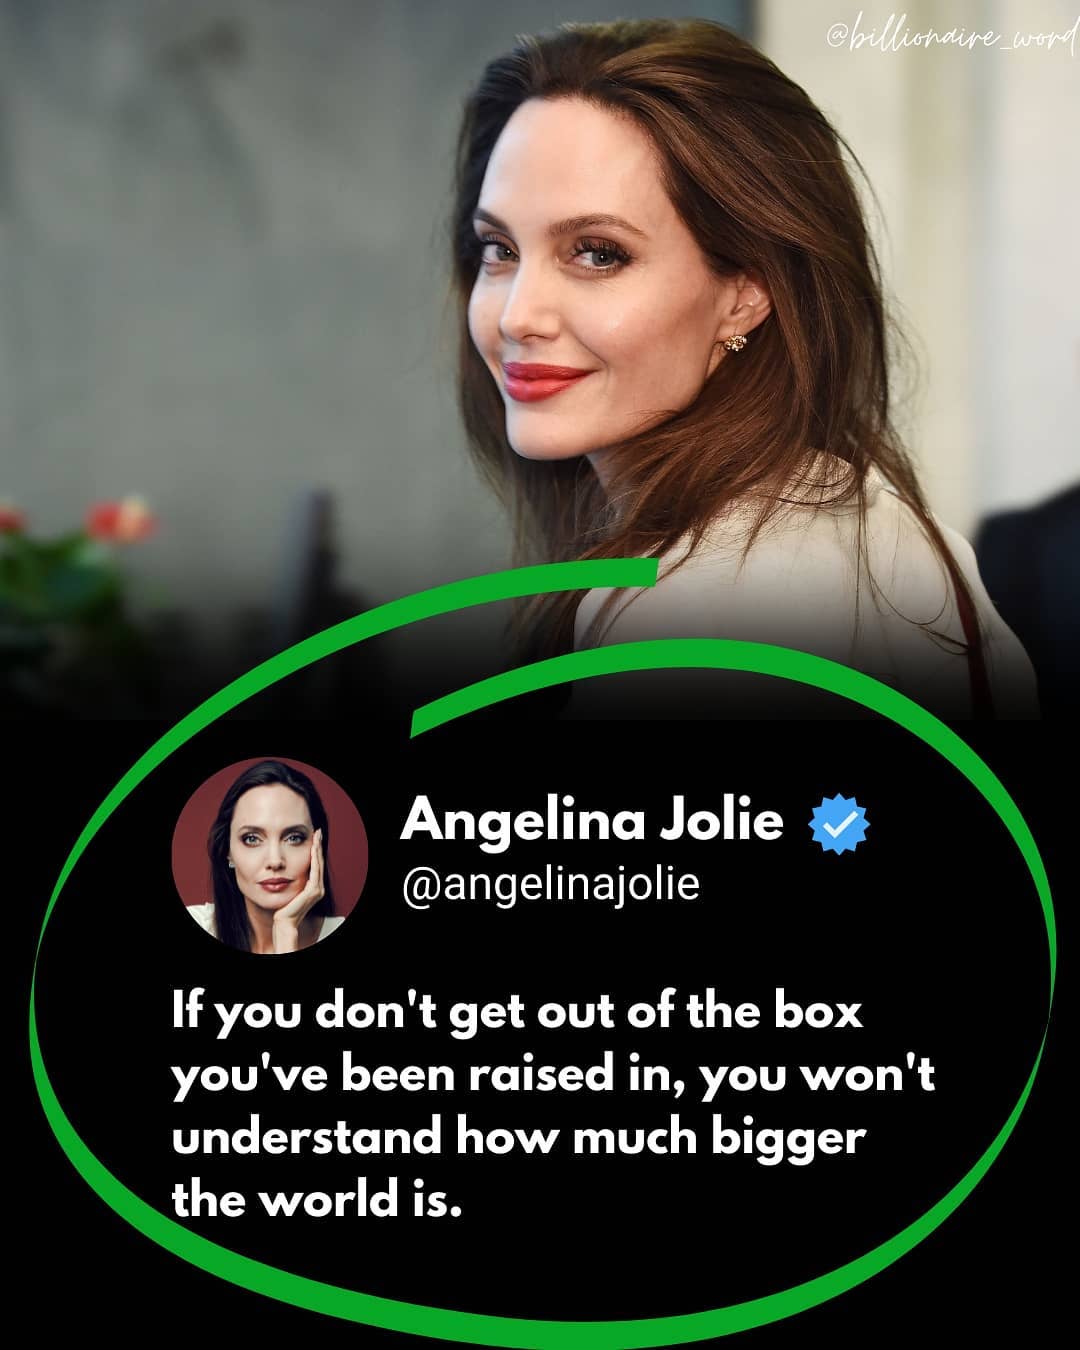 @billionaire_word
Angelina Jolie
@angelinajolie
If you don't get out of the box
you've been raised in, you won't
understand how much bigger
the world is.